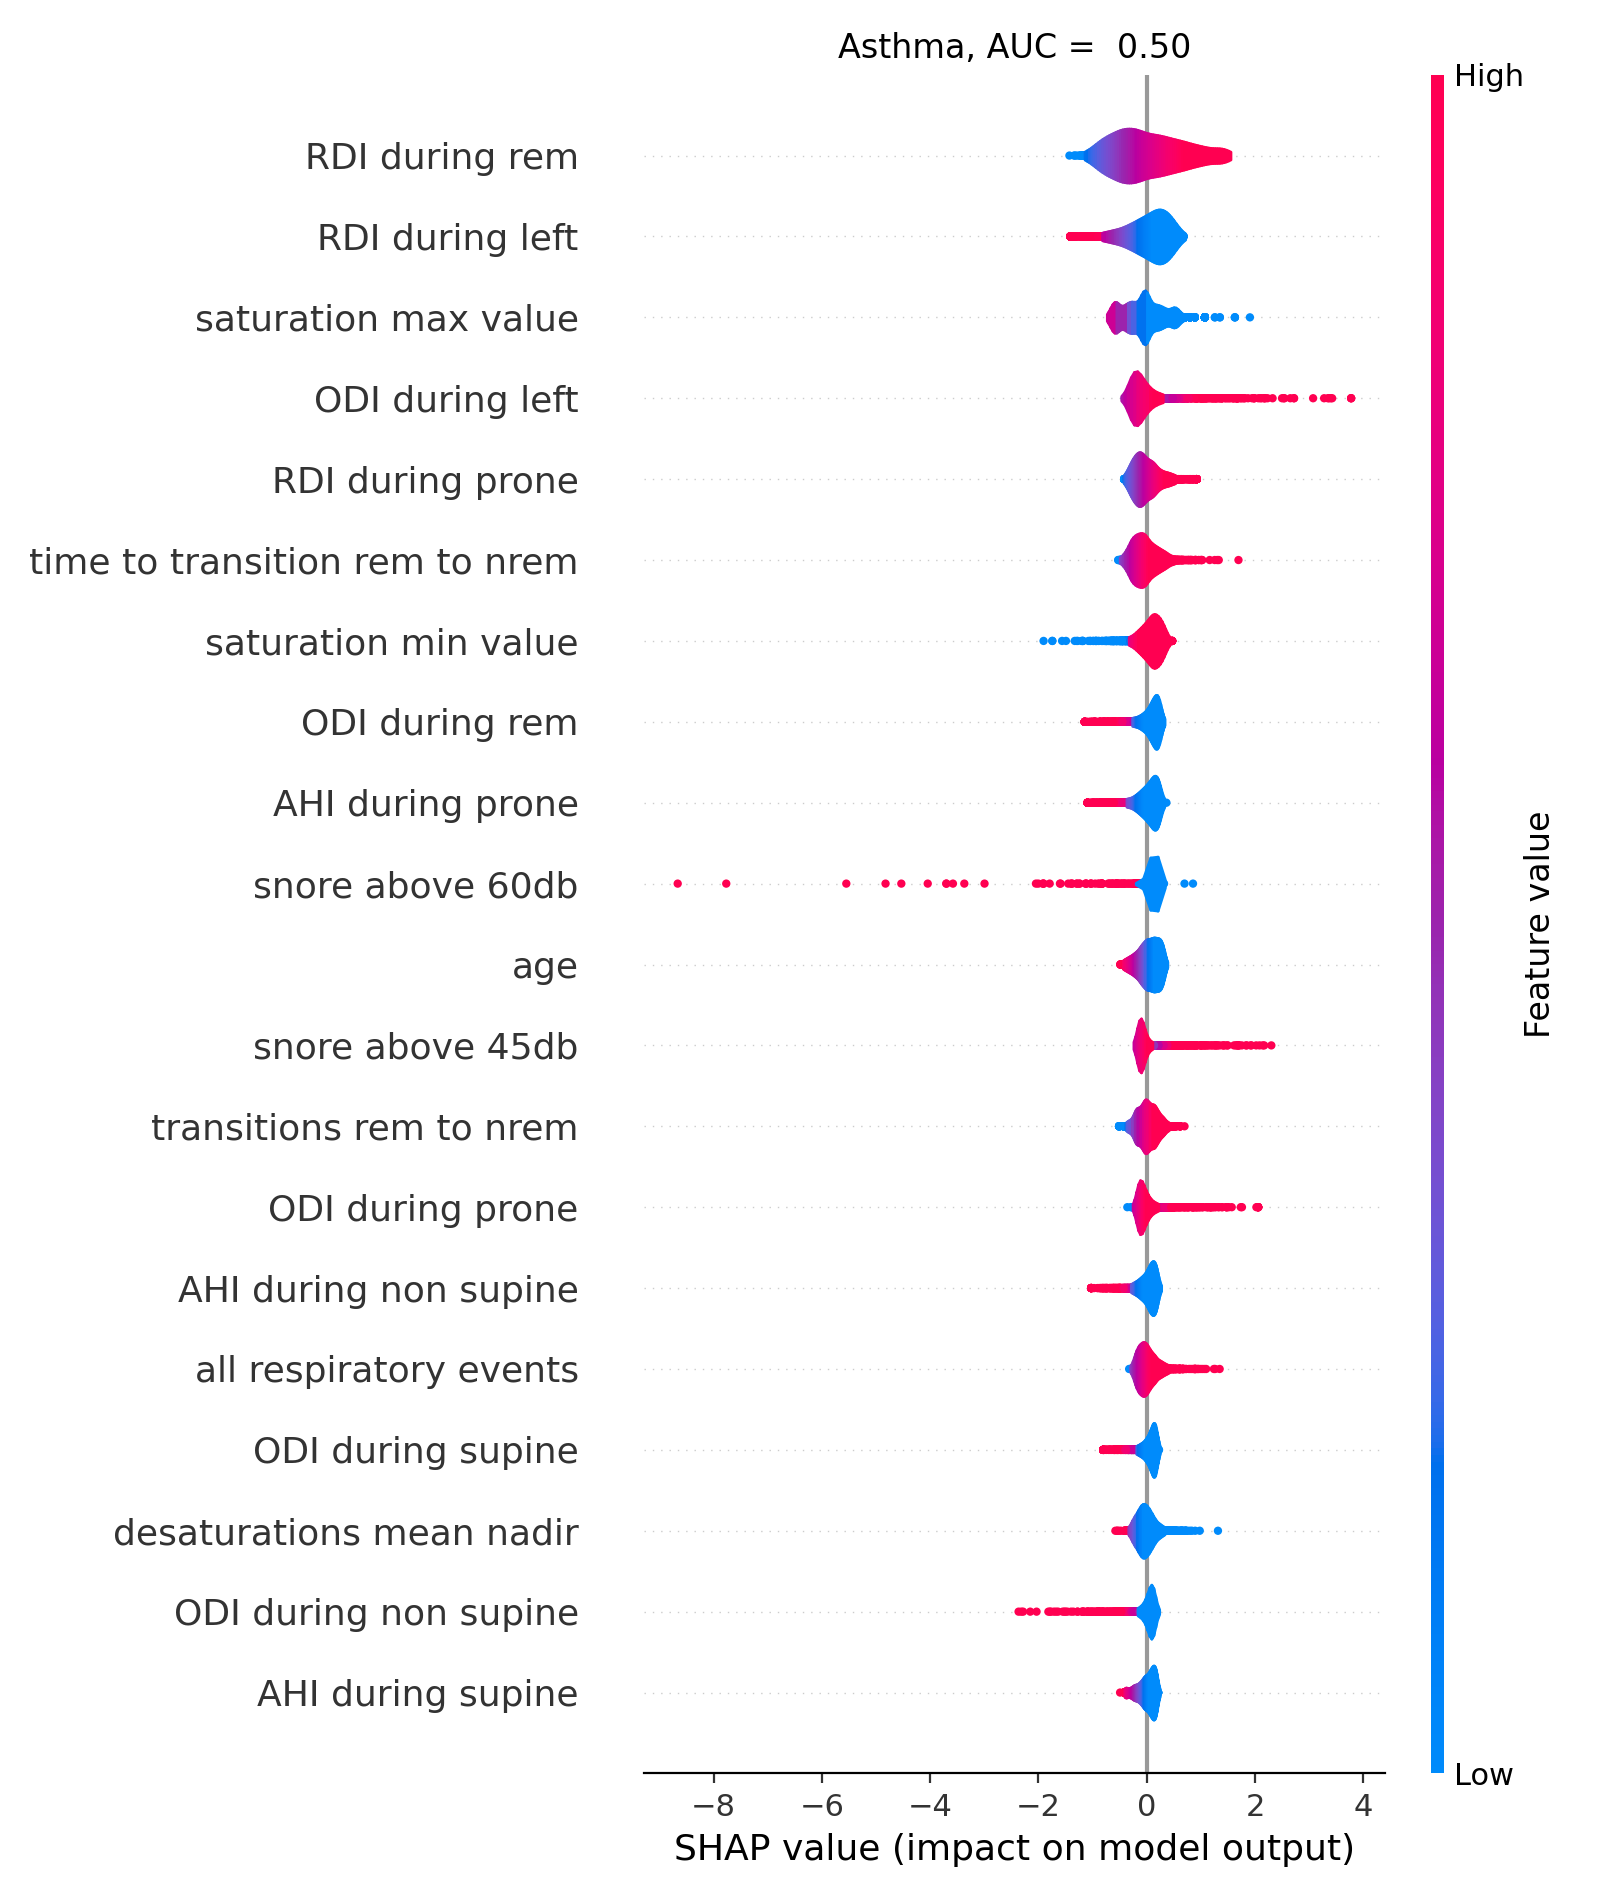 Asthma, AUC =  0.50
High
RDI during rem
RDI during left
saturation max value
ODI during left
RDI during prone
time to transition rem to nrem
saturation min value
ODI during rem
AHI during prone
snore above 60db
age
snore above 45db
transitions rem to nrem
ODI during prone
AHI during non supine
all respiratory events
ODI during supine
desaturations mean nadir
ODI during non supine
AHI during supine
Feature value
Low
−8 −6 −4 −2 0 2 4
SHAP value (impact on model output)